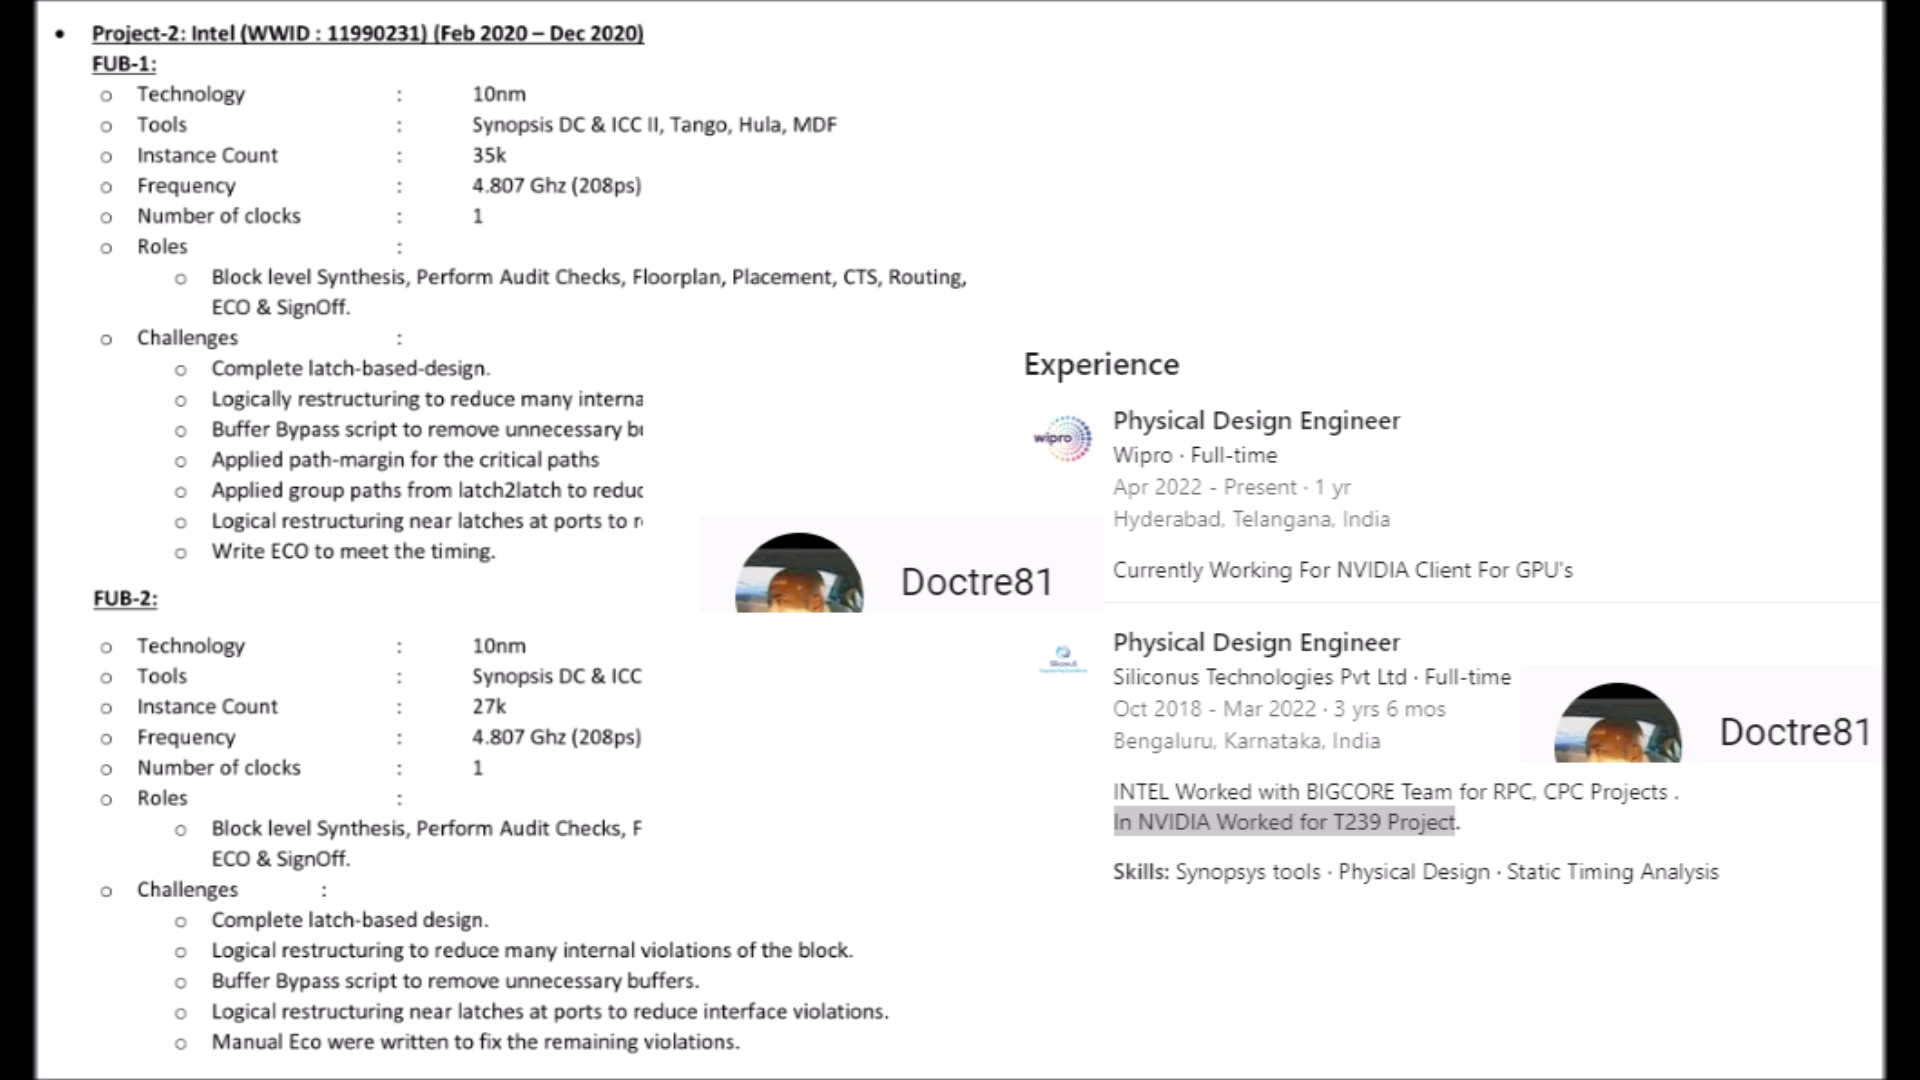 • Project-2: Intel (WWID : 11990231) (Feb 2020 – Dec 2020)
FUB-1:
o Technology : 10nm
o Tools : Synopsis DC & ICC II, Tango, Hula, MDF
o Instance Count : 35k
o Frequency : 4.807 Ghz (208ps)
o Number of clocks : 1
o Roles :
o Block level Synthesis, Perform Audit Checks, Floorplan, Placement, CTS, Routing,
ECO & SignOff.
o Challenges :
o Complete latch-based-design.
o Logically restructuring to reduce many interna
o Buffer Bypass script to remove unnecessary bu
o Applied path-margin for the critical paths
o Applied group paths from latch2latch to reduc
o Logical restructuring near latches at ports to r
o Write ECO to meet the timing.
FUB-2:
o Technology : 10nm
o Tools : Synopsis DC & ICC
o Instance Count : 27k
o Frequency : 4.807 Ghz (208ps)
o Number of clocks : 1
o Roles :
o Block level Synthesis, Perform Audit Checks, F
ECO & SignOff.
o Challenges :
o Complete latch-based design.
o Logical restructuring to reduce many internal violations of the block.
o Buffer Bypass script to remove unnecessary buffers.
o Logical restructuring near latches at ports to reduce interface violations.
o Manual Eco were written to fix the remaining violations.
Doctre81
Experience
wipro
Physical Design Engineer
Wipro · Full-time
Apr 2022 - Present · 1 yr
Hyderabad, Telangana, India
Currently Working For NVIDIA Client For GPU's
Physical Design Engineer
Siliconus Technologies Pvt Ltd · Full-time
Oct 2018 - Mar 2022 · 3 yrs 6 mos
Bengaluru, Karnataka, India
Doctre81
INTEL Worked with BIGCORE Team for RPC, CPC Projects .
In NVIDIA Worked for T239 Project.
Skills: Synopsys tools · Physical Design · Static Timing Analysis